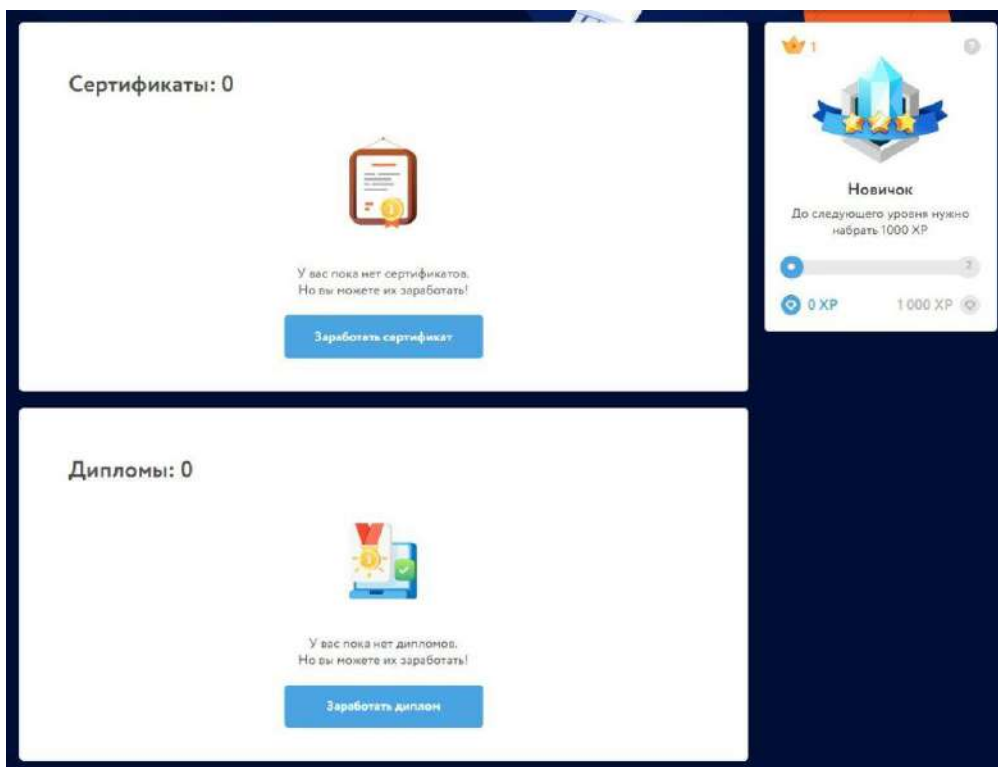 Сертификаты: 0
У вас пока нет сертификатов.
Но вы можете их заработать!
Заработать сертификат
Дипломы: 0
У вас пока нет дипломов.
Но вы можете их заработать!
Заработать диплом
1
?
Новичок
До следующего уровня нужно
набрать 1000 XP
2
0 XP
1 000 XP